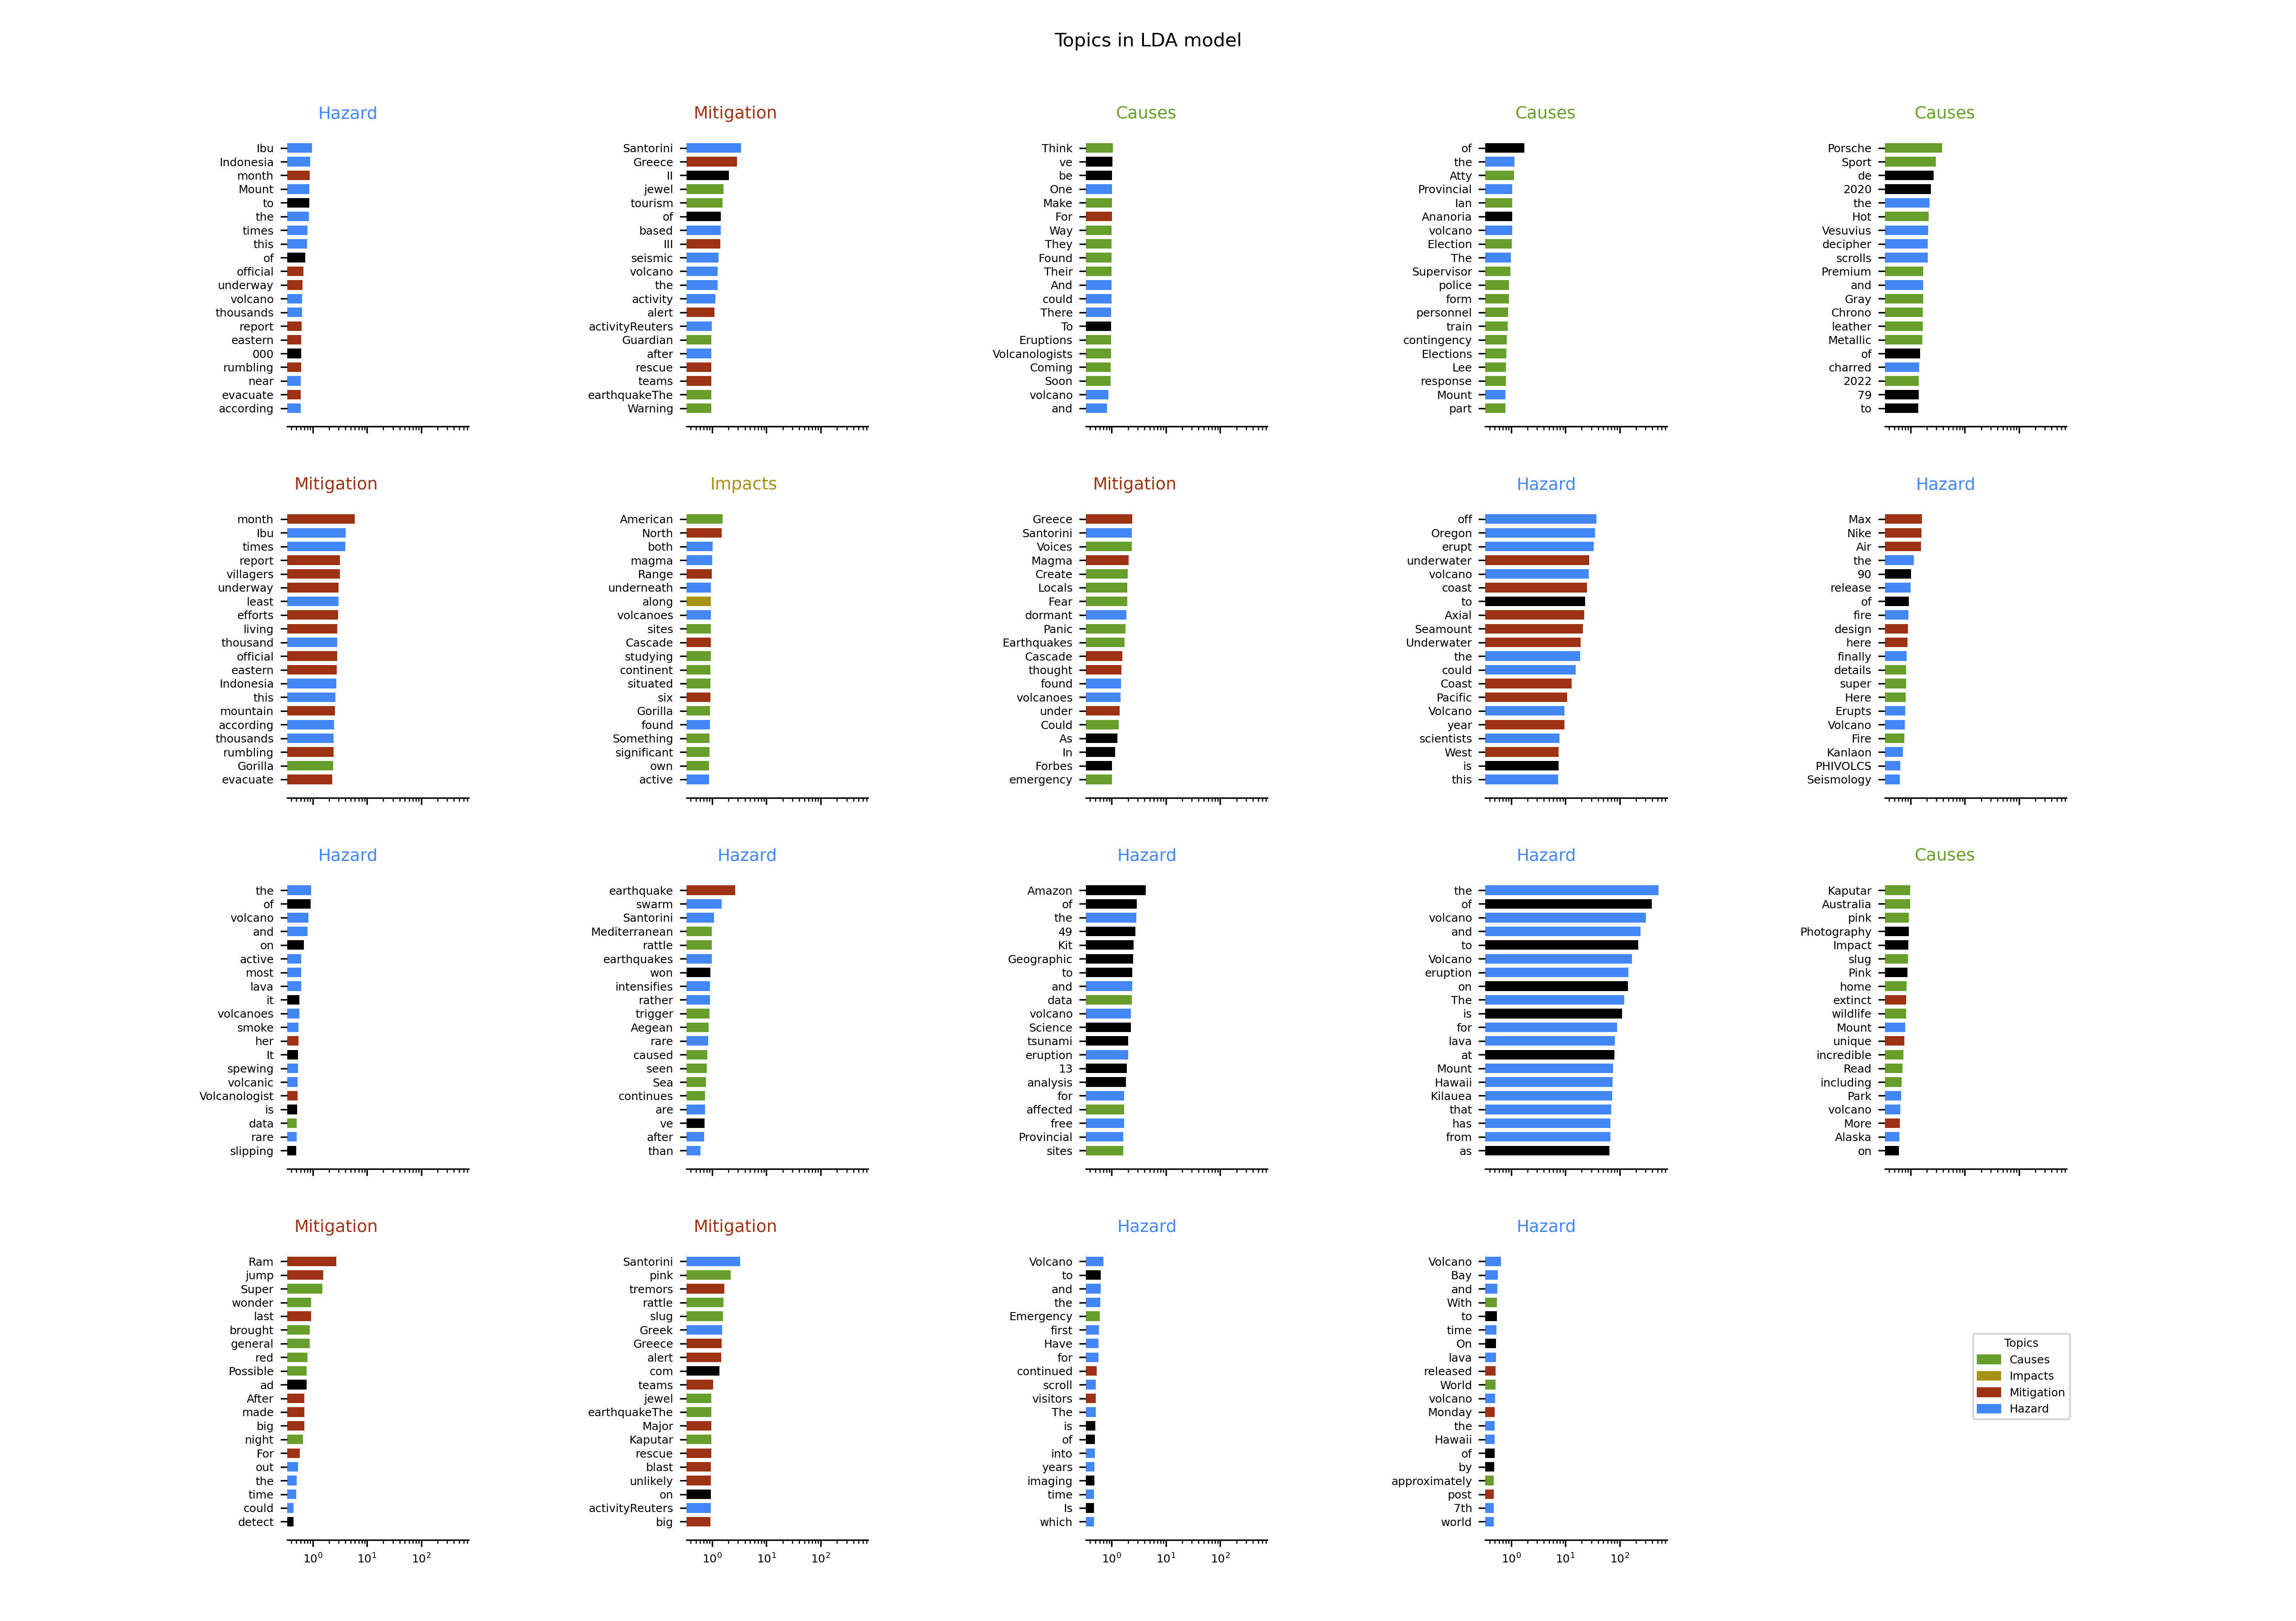 Topics in LDA model
Hazard
Ibu
Indonesia
month
Mount
to
the
times
this
of
official
underway
volcano
thousands
report
eastern
000
rumbling
near
evacuate
according
Mitigation
Santorini
Greece
II
jewel
tourism
of
based
III
seismic
volcano
the
activity
alert
activityReuters
Guardian
after
rescue
teams
earthquakeThe
Warning
Causes
Think
ve
be
One
Make
For
Way
They
Found
Their
And
could
There
To
Eruptions
Volcanologists
Coming
Soon
volcano
and
Causes
of
the
Atty
Provincial
Ian
Ananoria
volcano
Election
The
Supervisor
police
form
personnel
train
contingency
Elections
Lee
response
Mount
part
Causes
Porsche
Sport
de
2020
the
Hot
Vesuvius
decipher
scrolls
Premium
and
Gray
Chrono
leather
Metallic
of
charred
2022
79
to
Mitigation
month
Ibu
times
report
villagers
underway
least
efforts
living
thousand
official
eastern
Indonesia
this
mountain
according
thousands
rumbling
Gorilla
evacuate
Impacts
American
North
both
magma
Range
underneath
along
volcanoes
sites
Cascade
studying
continent
situated
six
Gorilla
found
Something
significant
own
active
Mitigation
Greece
Santorini
Voices
Magma
Create
Locals
Fear
dormant
Panic
Earthquakes
Cascade
thought
found
volcanoes
under
Could
As
In
Forbes
emergency
Hazard
off
Oregon
erupt
underwater
volcano
coast
to
Axial
Seamount
Underwater
the
could
Coast
Pacific
Volcano
year
scientists
West
is
this
Hazard
Max
Nike
Air
the
90
release
of
fire
design
here
finally
details
super
Here
Erupts
Volcano
Fire
Kanlaon
PHIVOLCS
Seismology
Hazard
the
of
volcano
and
on
active
most
lava
it
volcanoes
smoke
her
It
spewing
volcanic
Volcanologist
is
data
rare
slipping
Hazard
earthquake
swarm
Santorini
Mediterranean
rattle
earthquakes
won
intensifies
rather
trigger
Aegean
rare
caused
seen
Sea
continues
are
ve
after
than
Hazard
Amazon
of
the
49
Kit
Geographic
to
and
data
volcano
Science
tsunami
eruption
13
analysis
for
affected
free
Provincial
sites
Hazard
the
of
volcano
and
to
Volcano
eruption
on
The
is
for
lava
at
Mount
Hawaii
Kilauea
that
has
from
as
Causes
Kaputar
Australia
pink
Photography
Impact
slug
Pink
home
extinct
wildlife
Mount
unique
incredible
Read
including
Park
volcano
More
Alaska
on
Mitigation
Ram
jump
Super
wonder
last
brought
general
red
Possible
ad
After
made
big
night
For
out
the
time
could
detect
10⁰ 10¹ 10²
Mitigation
Santorini
pink
tremors
rattle
slug
Greek
Greece
alert
com
teams
jewel
earthquakeThe
Major
Kaputar
rescue
blast
unlikely
on
activityReuters
big
10⁰ 10¹ 10²
Hazard
Volcano
to
and
the
Emergency
first
Have
for
continued
scroll
visitors
The
is
of
into
years
imaging
time
Is
which
10⁰ 10¹ 10²
Hazard
Volcano
Bay
and
With
to
time
On
lava
released
World
volcano
Monday
the
Hawaii
of
by
approximately
post
7th
world
10⁰ 10¹ 10²
Topics
Causes
Impacts
Mitigation
Hazard